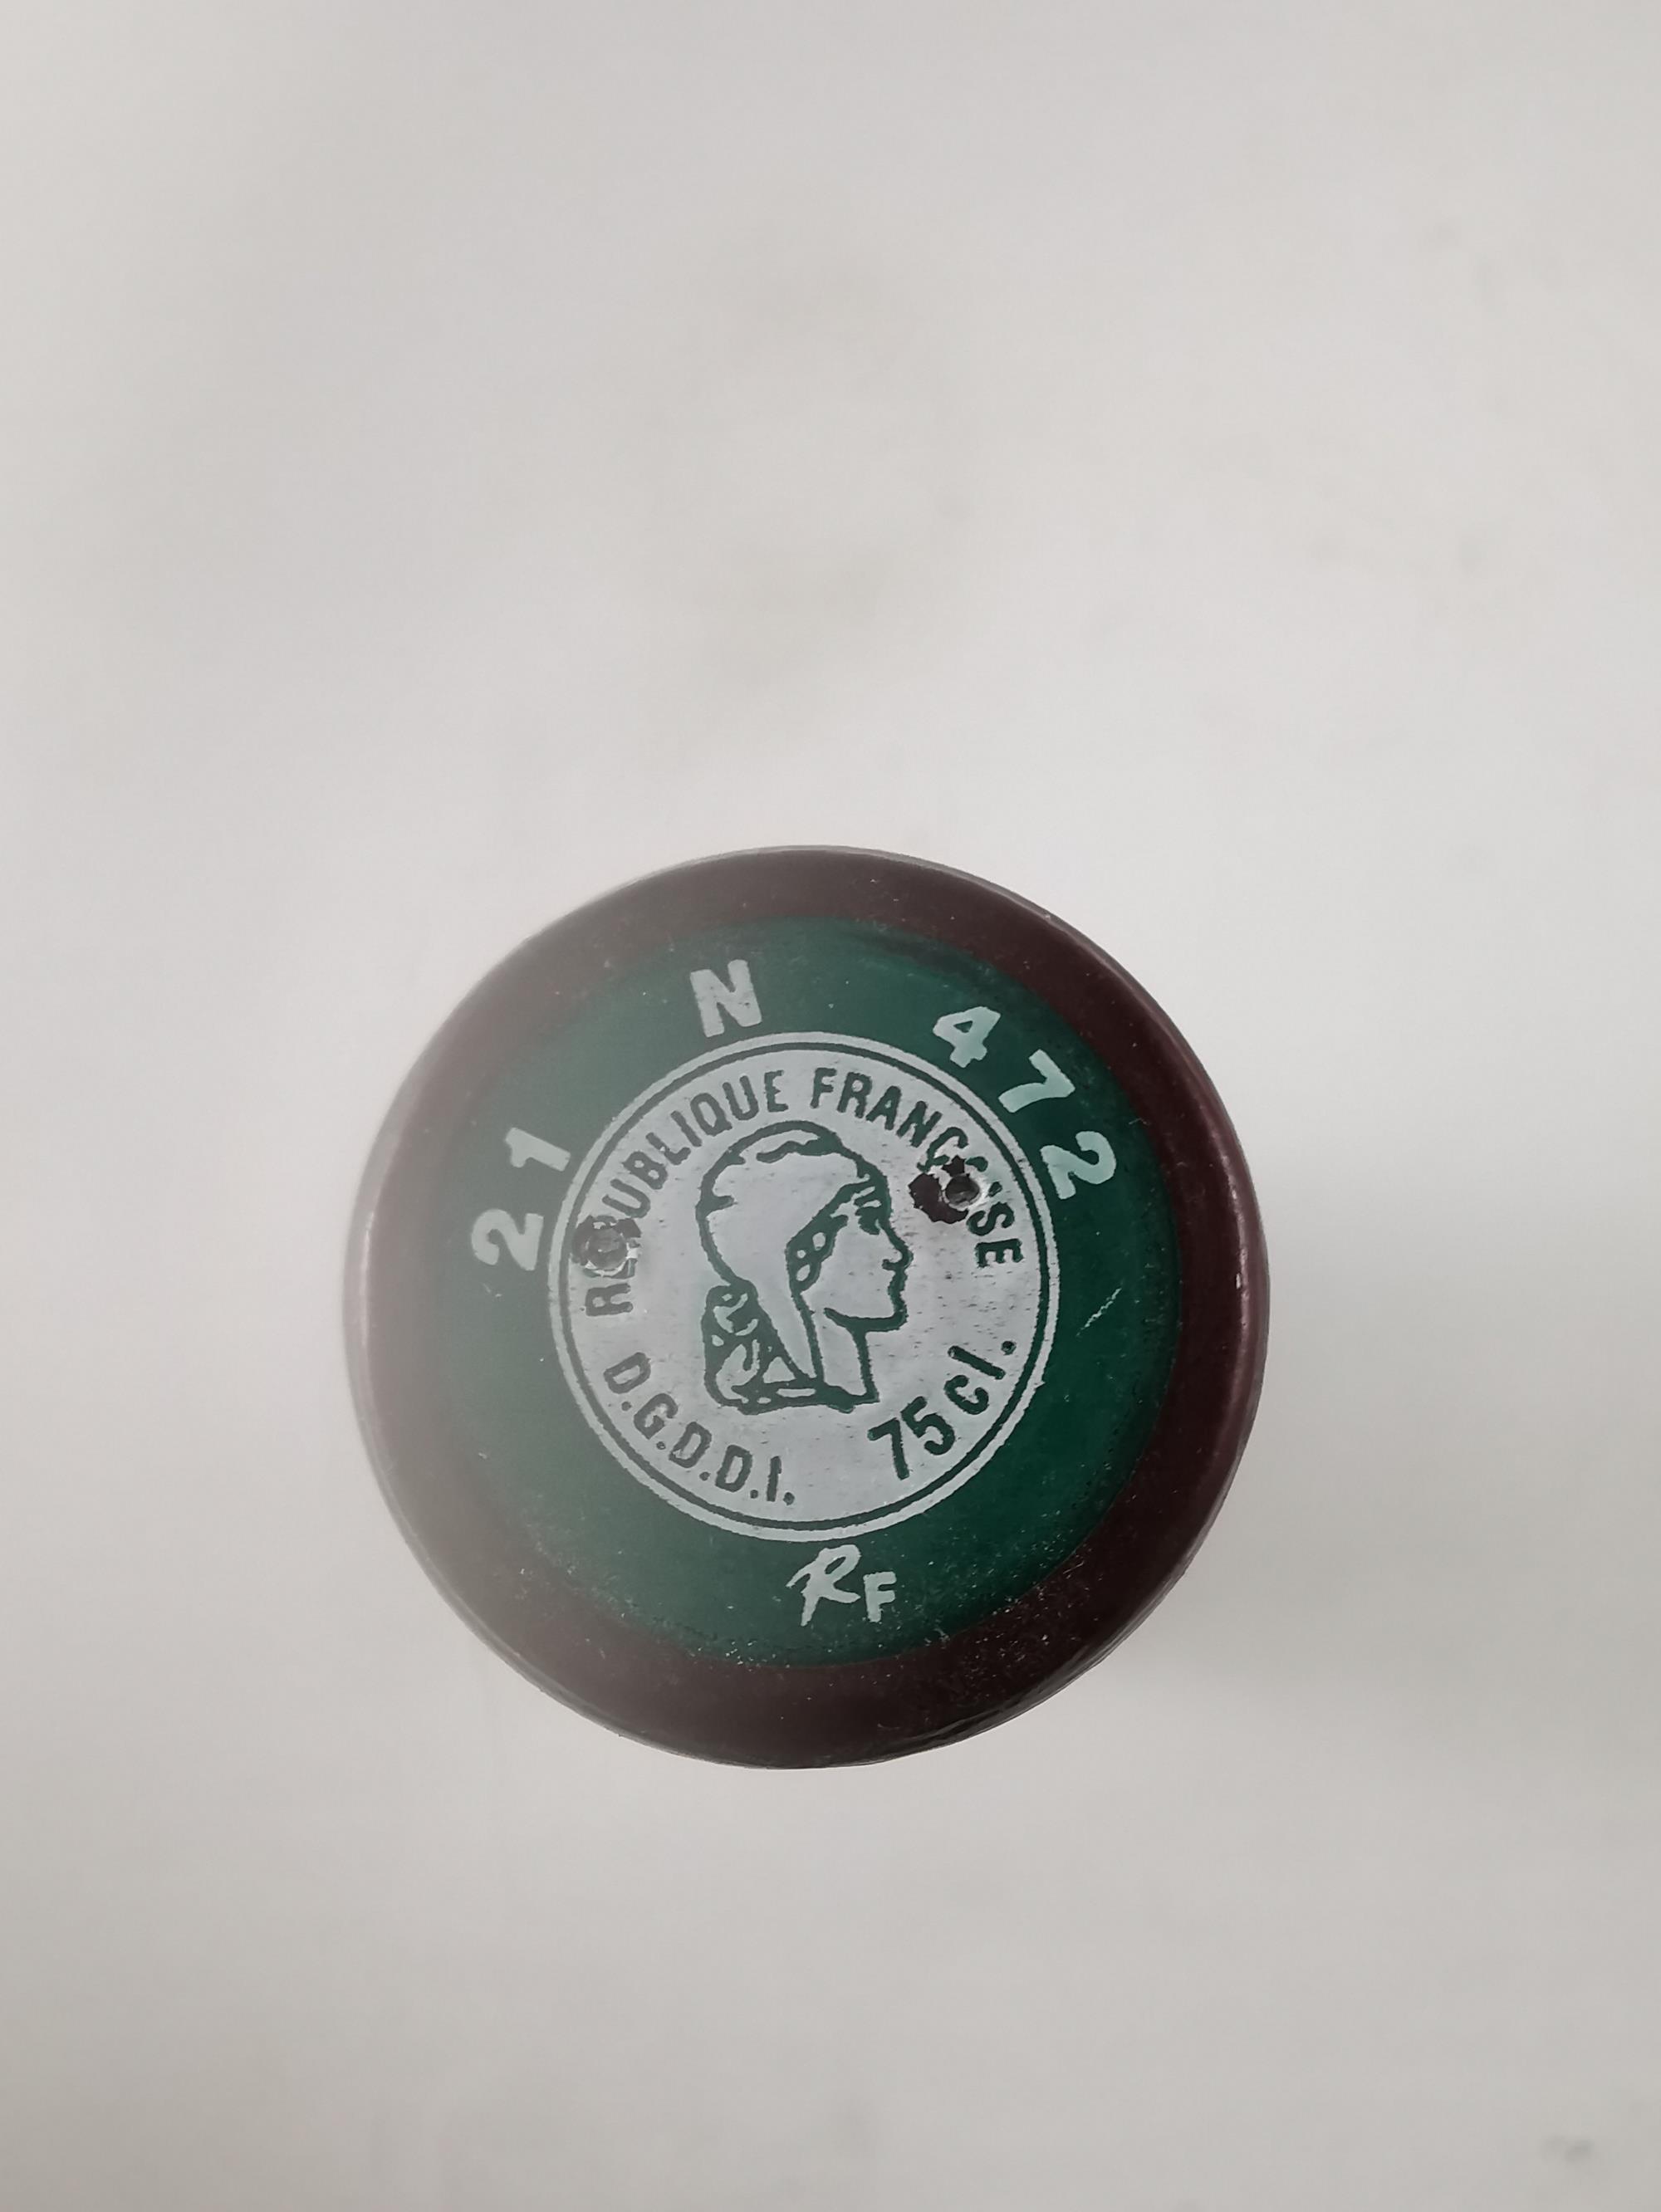 21 N 472
RÉPUBLIQUE FRANÇAISE
D.G.D.D.I. 75 cl.
RF